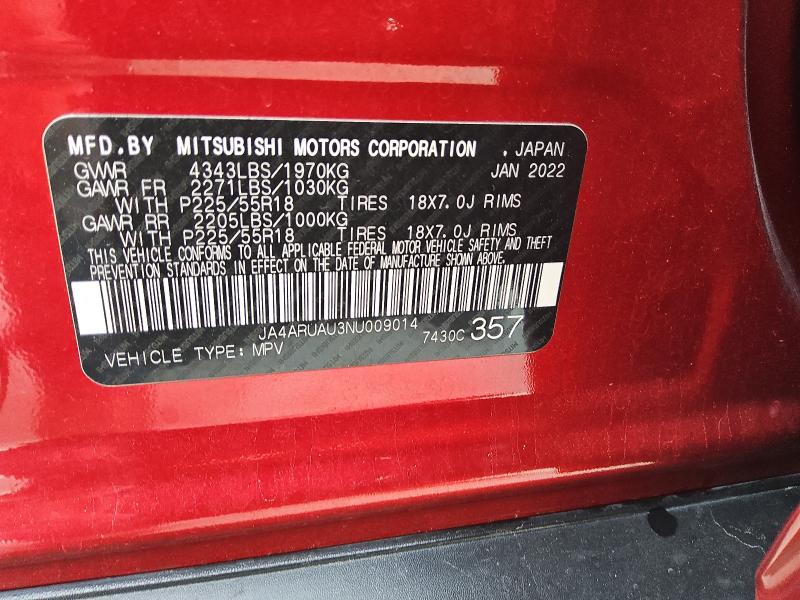 MFD.BY MITSUBISHI MOTORS CORPORATION . JAPAN
GVWR 4343LBS/1970KG JAN 2022
GAWR FR 2271LBS/1030KG
WITH P225/55R18 TIRES 18X7.0J RIMS
GAWR RR 2205LBS/1000KG
WITH P225/55R18 TIRES 18X7.0J RIMS
THIS VEHICLE CONFORMS TO ALL APPLICABLE FEDERAL MOTOR VEHICLE SAFETY AND THEFT
PREVENTION STANDARDS IN EFFECT ON THE DATE OF MANUFACTURE SHOWN ABOVE.
JA4ARUAU3NU009014 7430C 357
VEHICLE TYPE: MPV